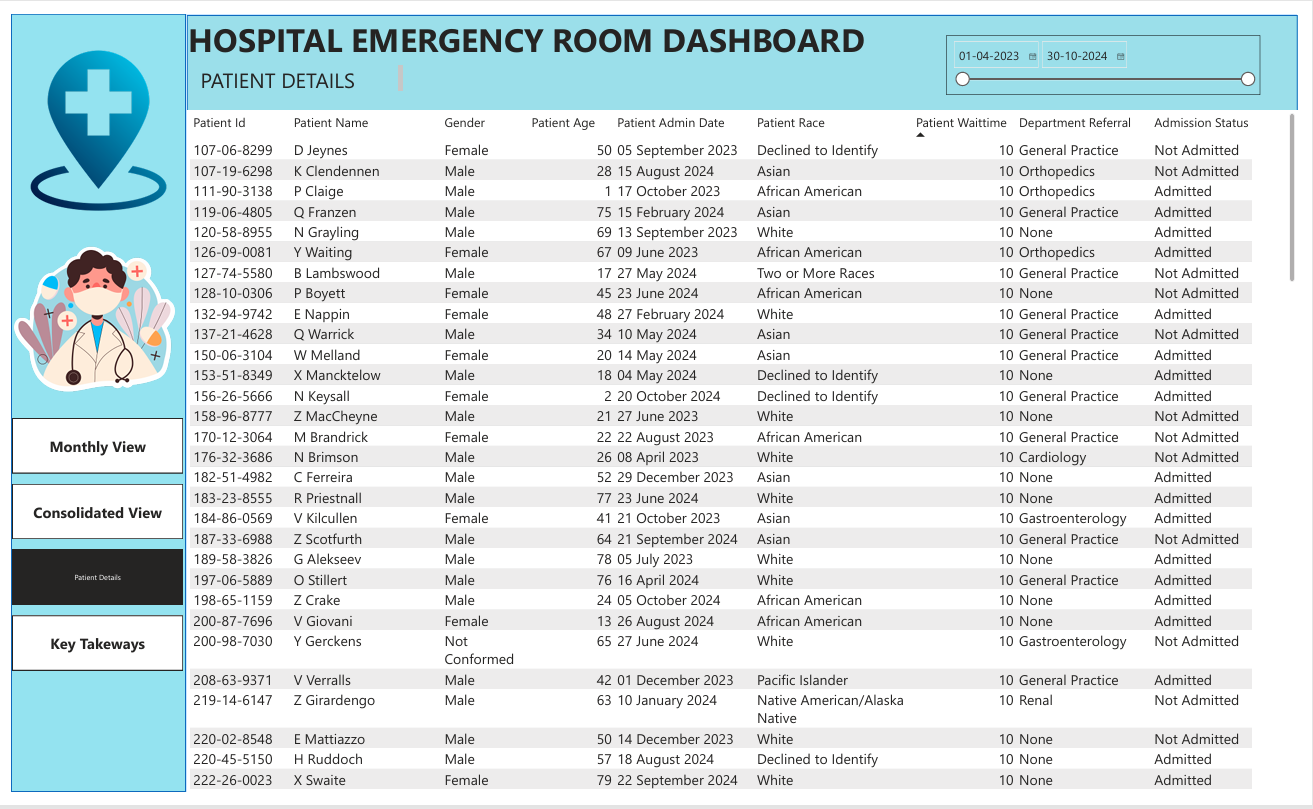 HOSPITAL EMERGENCY ROOM DASHBOARD
PATIENT DETAILS
01-04-2023 30-10-2024
Monthly View
Consolidated View
Patient Details
Key Takeways
Patient Id Patient Name Gender Patient Age Patient Admin Date Patient Race Patient Waittime Department Referral Admission Status
107-06-8299 D Jeynes Female 50 05 September 2023 Declined to Identify 10 General Practice Not Admitted
107-19-6298 K Clendennen Male 28 15 August 2024 Asian 10 Orthopedics Not Admitted
111-90-3138 P Claige Male 1 17 October 2023 African American 10 Orthopedics Admitted
119-06-4805 Q Franzen Male 75 15 February 2024 Asian 10 General Practice Admitted
120-58-8955 N Grayling Male 69 13 September 2023 White 10 None Admitted
126-09-0081 Y Waiting Female 67 09 June 2023 African American 10 Orthopedics Admitted
127-74-5580 B Lambswood Male 17 27 May 2024 Two or More Races 10 General Practice Not Admitted
128-10-0306 P Boyett Female 45 23 June 2024 African American 10 None Not Admitted
132-94-9742 E Nappin Female 48 27 February 2024 White 10 General Practice Admitted
137-21-4628 Q Warrick Male 34 10 May 2024 Asian 10 General Practice Not Admitted
150-06-3104 W Melland Female 20 14 May 2024 Asian 10 General Practice Admitted
153-51-8349 X Mancktelow Male 18 04 May 2024 Declined to Identify 10 None Admitted
156-26-5666 N Keysall Female 2 20 October 2024 Declined to Identify 10 General Practice Admitted
158-96-8777 Z MacCheyne Male 21 27 June 2023 White 10 None Not Admitted
170-12-3064 M Brandrick Female 22 22 August 2023 African American 10 General Practice Not Admitted
176-32-3686 N Brimson Male 26 08 April 2023 White 10 Cardiology Not Admitted
182-51-4982 C Ferreira Male 52 29 December 2023 Asian 10 None Admitted
183-23-8555 R Priestnall Male 77 23 June 2024 White 10 None Admitted
184-86-0569 V Kilcullen Female 41 21 October 2023 Asian 10 Gastroenterology Admitted
187-33-6988 Z Scotfurth Male 64 21 September 2024 Asian 10 General Practice Admitted
189-58-3826 G Alekseev Male 78 05 July 2023 White 10 None Admitted
197-06-5889 O Stillert Male 76 16 April 2024 White 10 General Practice Admitted
198-65-1159 Z Crake Male 24 05 October 2024 African American 10 None Admitted
200-87-7696 V Giovani Female 13 26 August 2024 African American 10 None Admitted
200-98-7030 Y Gerckens Not 65 27 June 2024 White 10 Gastroenterology Not Admitted
Conformed
208-63-9371 V Verralls Male 42 01 December 2023 Pacific Islander 10 General Practice Admitted
219-14-6147 Z Girardengo Male 63 10 January 2024 Native American/Alaska 10 Renal Not Admitted
Native
220-02-8548 E Mattiazzo Male 50 14 December 2023 White 10 None Not Admitted
220-45-5150 H Ruddoch Male 57 18 August 2024 Declined to Identify 10 None Admitted
222-26-0023 X Swaite Female 79 22 September 2024 White 10 None Admitted